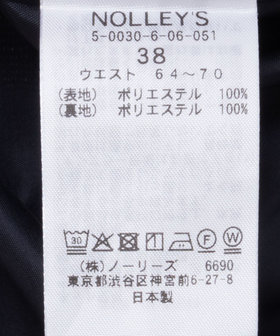 NOLLEY'S
5-0030-6-06-051
38
ウエスト 64～70
(表地) ポリエステル 100%
(裏地) ポリエステル 100%
30
(株)ノーリーズ 6690
東京都渋谷区神宮前6-27-8
日本製